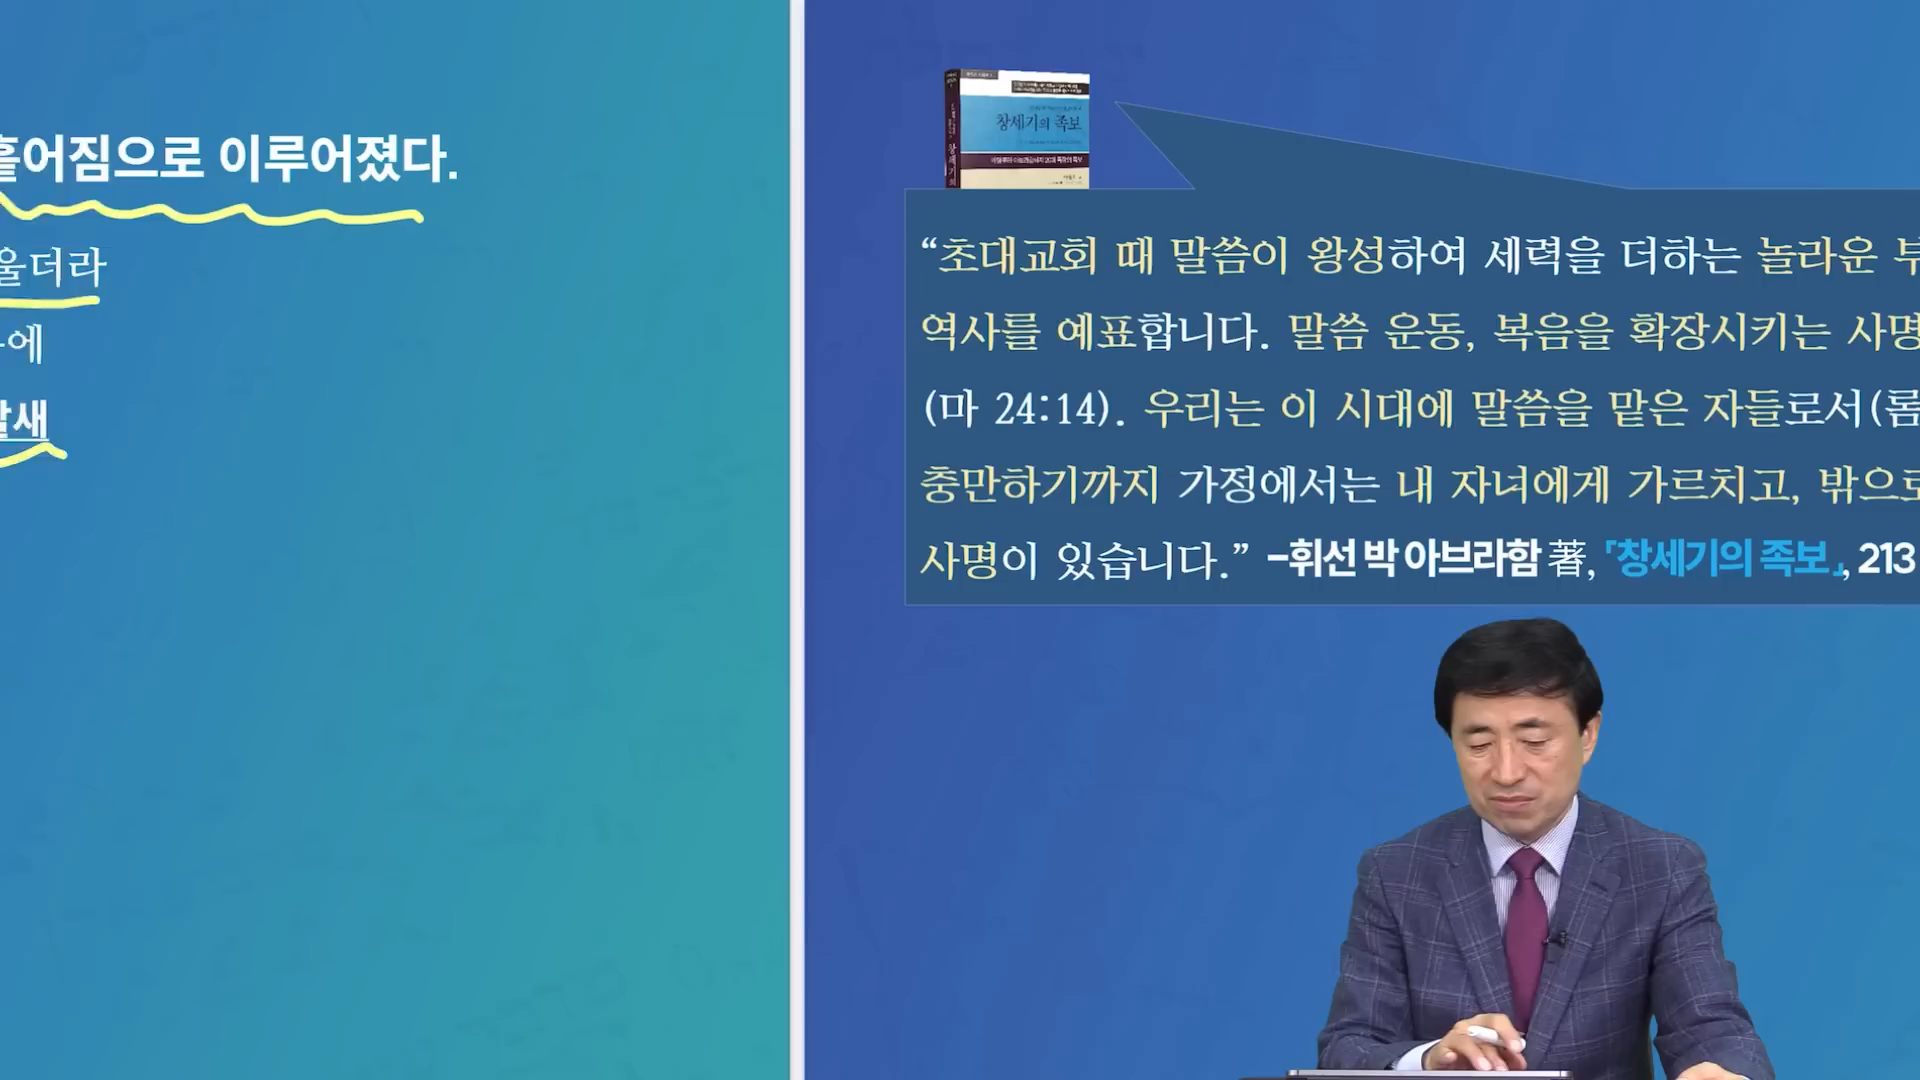 흩어짐으로 이루어졌다.
울더라
에
새
창세기의 족보
“초대교회 때 말씀이 왕성하여 세력을 더하는 놀라운 부
역사를 예표합니다. 말씀 운동, 복음을 확장시키는 사명
(마 24:14). 우리는 이 시대에 말씀을 맡은 자들로서(롬
충만하기까지 가정에서는 내 자녀에게 가르치고, 밖으로
사명이 있습니다.” -휘선 박 아브라함 著, 『창세기의 족보』, 213